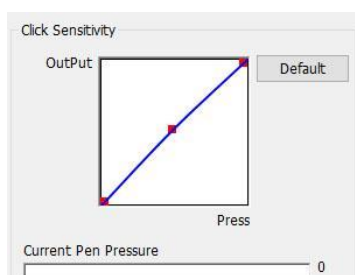 Click Sensitivity
OutPut
Default
Press
Current Pen Pressure
0